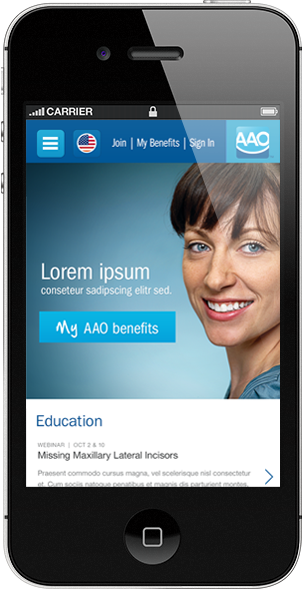 CARRIER
Join | My Benefits | Sign In
AAO
Lorem ipsum
conseteur sadipscing elitr sed.
My AAO benefits
Education
WEBINAR | OCT 2 & 10
Missing Maxillary Lateral Incisors
Praesent commodo cursus magna, vel scelerisque nisl consectetur
et. Cum sociis natoque penatibus et magnis dis parturient montes,